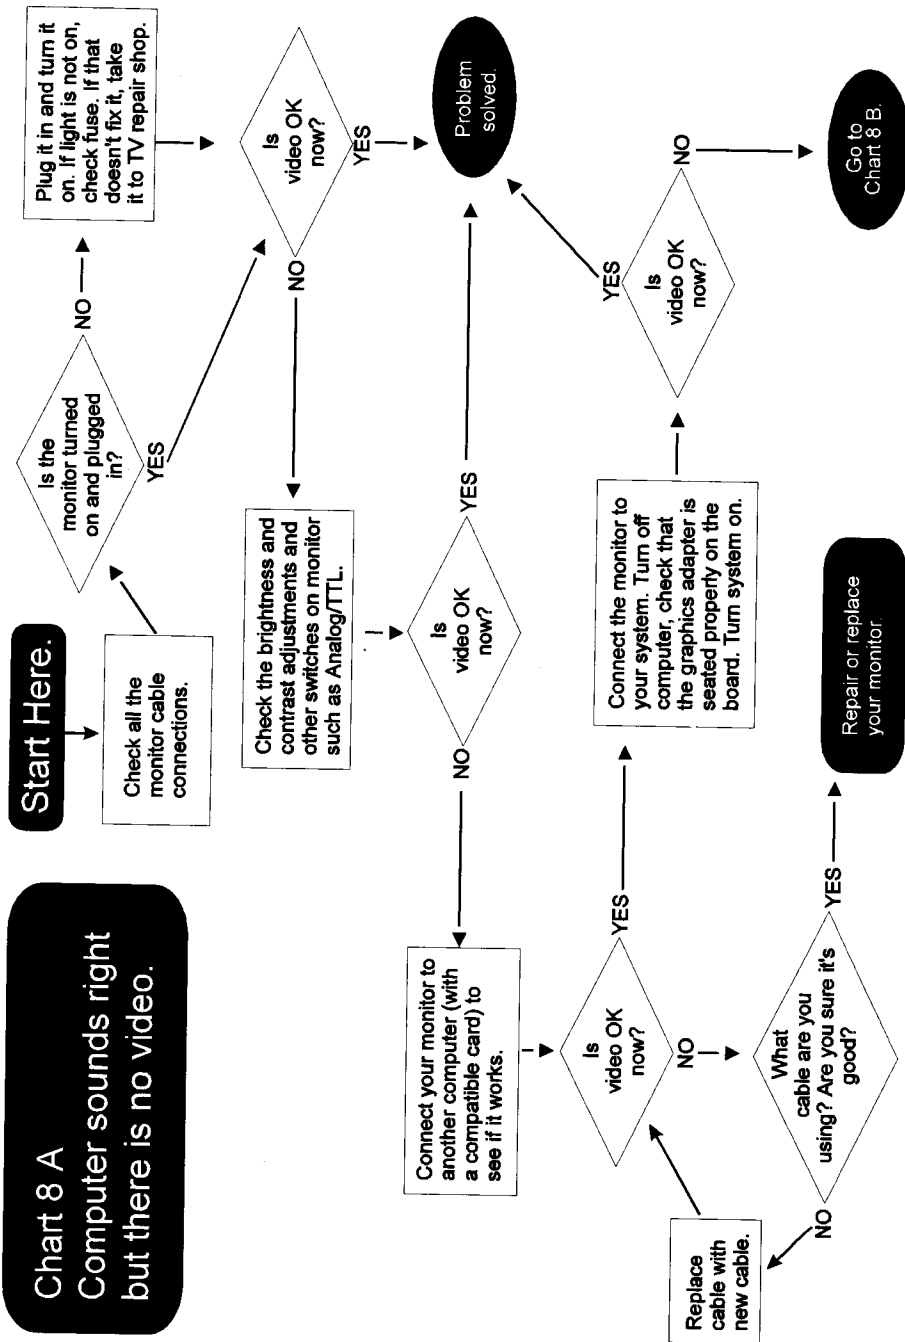 Chart 8 A
Computer sounds right
but there is no video.
Start Here.
Check all the
monitor cable
connections.
Is the
monitor turned
on and plugged
in?
NO
YES
Plug it in and turn it
on. If light is not on,
check fuse. If that
doesn't fix it, take
it to TV repair shop.
Is
video OK
now?
NO
YES
Problem
solved.
Check the brightness and
contrast adjustments and
other switches on monitor
such as Analog/TTL.
Is
video OK
now?
NO
YES
Connect your monitor to
another computer (with
a compatible card) to
see if it works.
Is
video OK
now?
YES
NO
Connect the monitor to
your system. Turn off
computer, check that
the graphics adapter is
seated properly on the
board. Turn system on.
Is
video OK
now?
YES
NO
Go to
Chart 8 B.
What
cable are you
using? Are you sure it's
good?
NO
YES
Replace
cable with
new cable.
Repair or replace
your monitor.